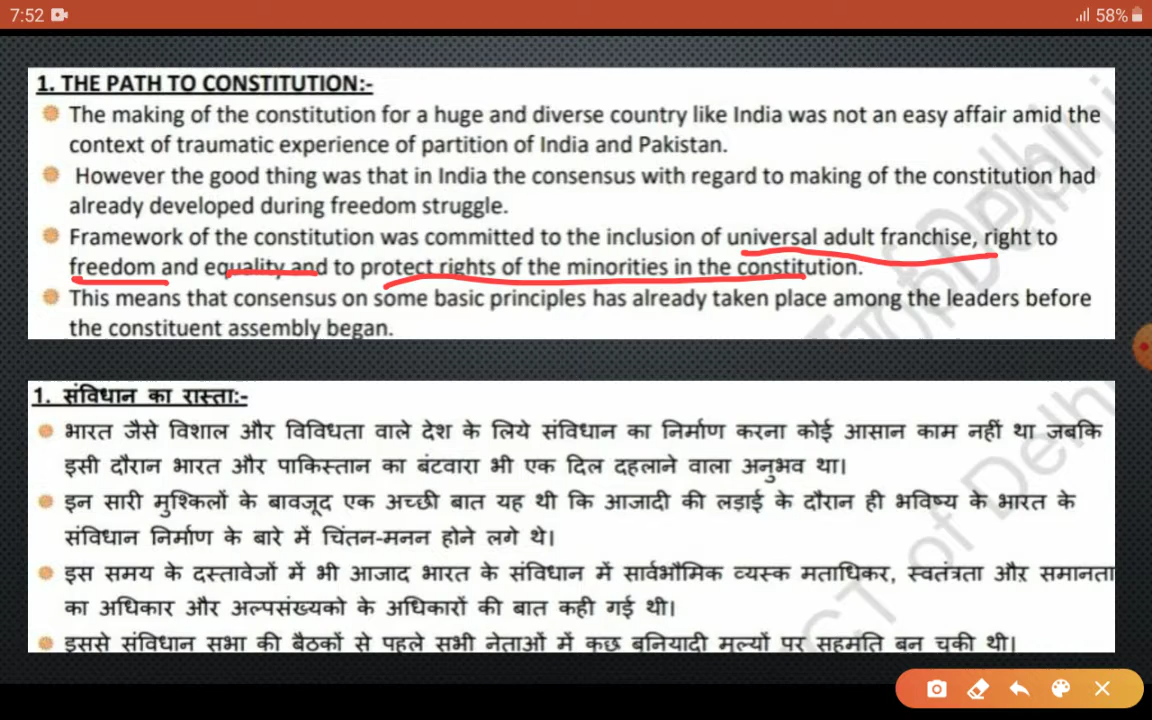 7:52
58%
1. THE PATH TO CONSTITUTION:-
The making of the constitution for a huge and diverse country like India was not an easy affair amid the
context of traumatic experience of partition of India and Pakistan.
However the good thing was that in India the consensus with regard to making of the constitution had
already developed during freedom struggle.
Framework of the constitution was committed to the inclusion of universal adult franchise, right to
freedom and equality and to protect rights of the minorities in the constitution.
This means that consensus on some basic principles has already taken place among the leaders before
the constituent assembly began.
1. संविधान का रास्ता:-
भारत जैसे विशाल और विविधता वाले देश के लिये संविधान का निर्माण करना कोई आसान काम नहीं था जबकि
इसी दौरान भारत और पाकिस्तान का बंटवारा भी एक दिल दहलाने वाला अनुभव था।
इन सारी मुश्किलों के बावजूद एक अच्छी बात यह थी कि आजादी की लड़ाई के दौरान ही भविष्य के भारत के
संविधान निर्माण के बारे में चिंतन-मनन होने लगे थे।
इस समय के दस्तावेजों में भी आजाद भारत के संविधान में सार्वभौमिक व्यस्क मताधिकर, स्वतंत्रता और समानता
का अधिकार और अल्पसंख्यको के अधिकारों की बात कही गई थी।
इससे संविधान सभा की बैठकों से पहले सभी नेताओं में कुछ बुनियादी मूल्यों पर सहमति बन चुकी थी।
CT of Delhi